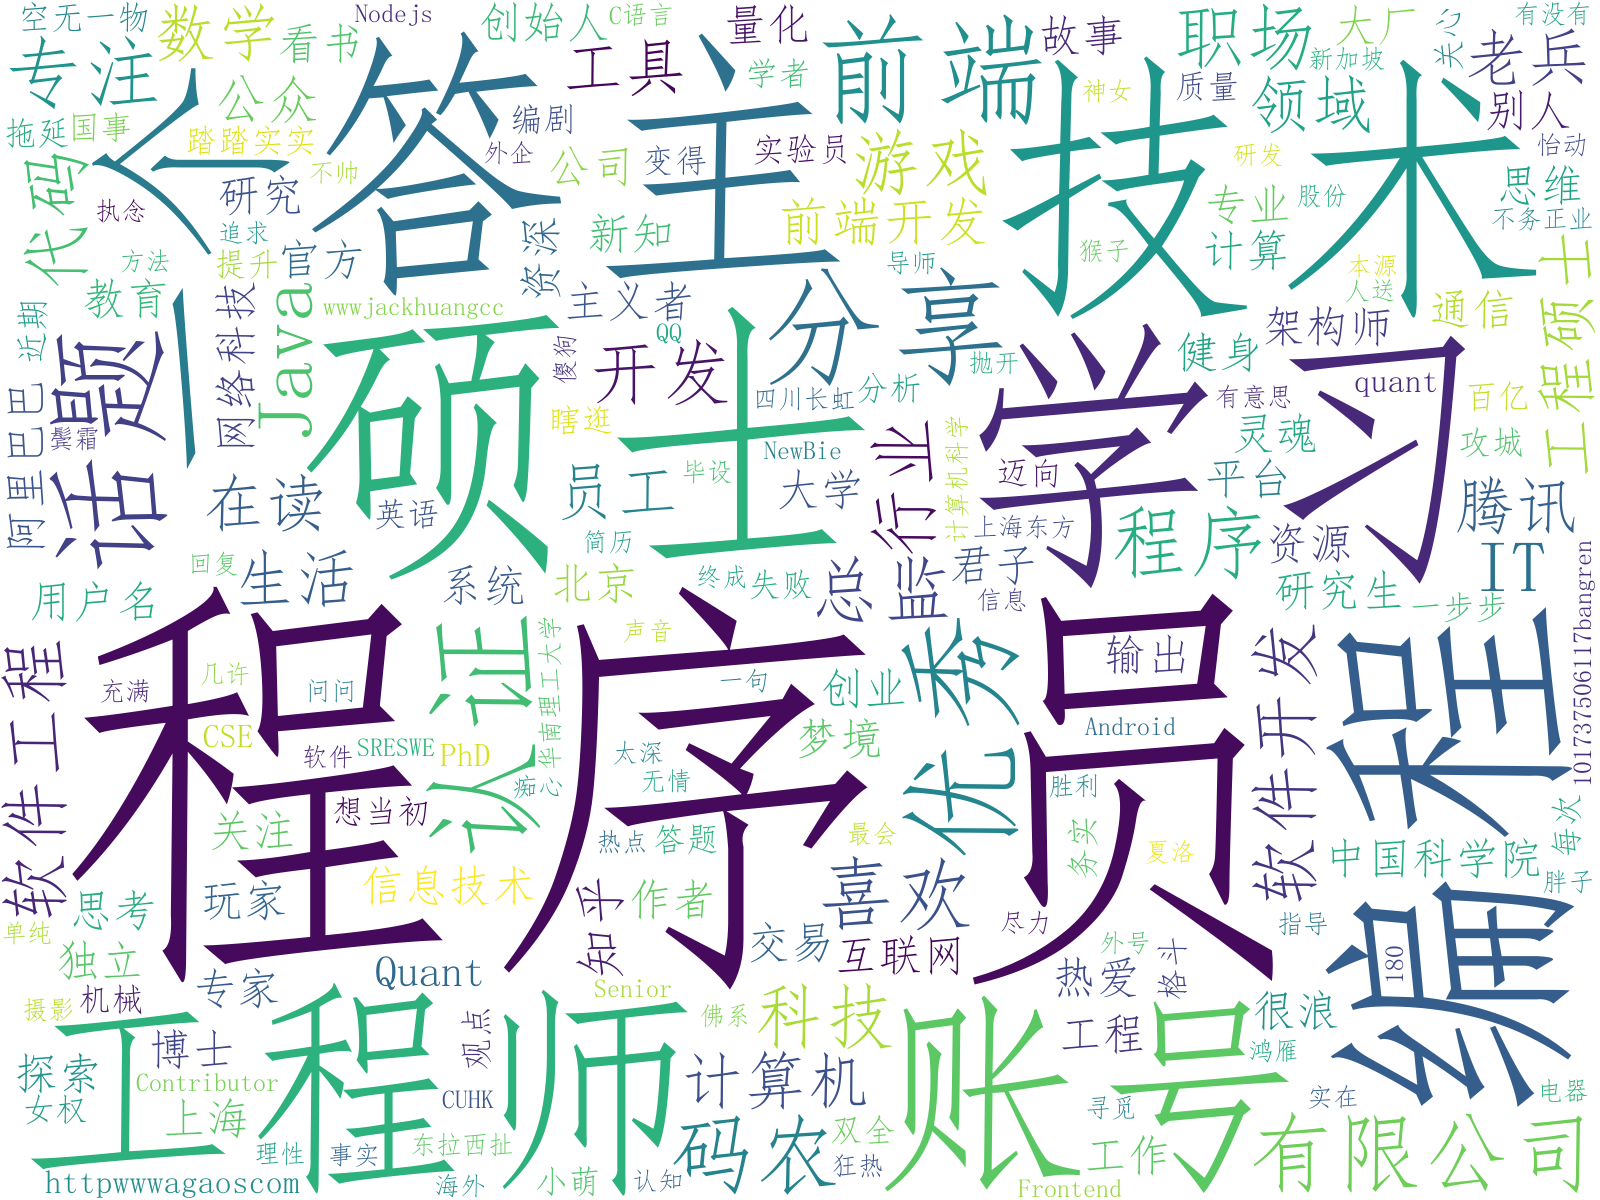 空无一物
数学
Nodejs
创始人
C语言
量化
前端
职场
大厂
有没有
专注
看书
答主
工具
故事
技术
新加坡
关心
老兵
公众
学者
神女
质量
领域
别人
拖延
国事
踏踏实实
个人
编剧
外企
公司
变得
实验员
游戏
研发
怡动
代码
研究
不帅
执念
追求
新知
前端开发
专业
股份
思维
不务正业
方法
提升
官方
资深
主义者
分享
导师
猴子
计算
本源
人送
教育
近期
网络科技
Java
wwwjackhuangcc
QQ
开发
傻狗
抛开
健身
架构师
通信
工程硕士
话题
一
硕士
四川长虹
分析
学习
quant
有意思
百亿
阿里巴巴
鬓霜
瞎逛
NewBie
行业
计算机科学
迈向
灵魂
攻城
在读
英语
员工
毕设
大学
上海东方
平台
腾讯
简历
程序
资源
IT
回复
生活
系统
北京
终成
失败
总监
君子
信息
研究生
一步步
用户名
程序员
认证
华南理工大学
声音
优秀
输出
软件开发
编程
101737506117bangren
软件工程
充满
几许
问问
一句
创业
CSE
软件
SRESWE
PhD
太深
梦境
Android
关注
想当初
痴心
无情
胜利
热点
答题
最会
务实
夏洛
中国科学院
每次
思考
玩家
信息技术
作者
喜欢
胖子
单纯
知乎
交易
互联网
尽力
指导
独立
机械
专家
Quant
Senior
外号
格斗
热爱
180
摄影
观点
佛系
科技
账号
很浪
工程师
博士
工程
鸿雁
探索
Contributor
CUHK
计算机
寻觅
实在
电器
女权
上海
码农
双全
工作
有限公司
理性
事实
东拉西扯
狂热
httpwwwagaoscom
海外
小萌
认知
Frontend